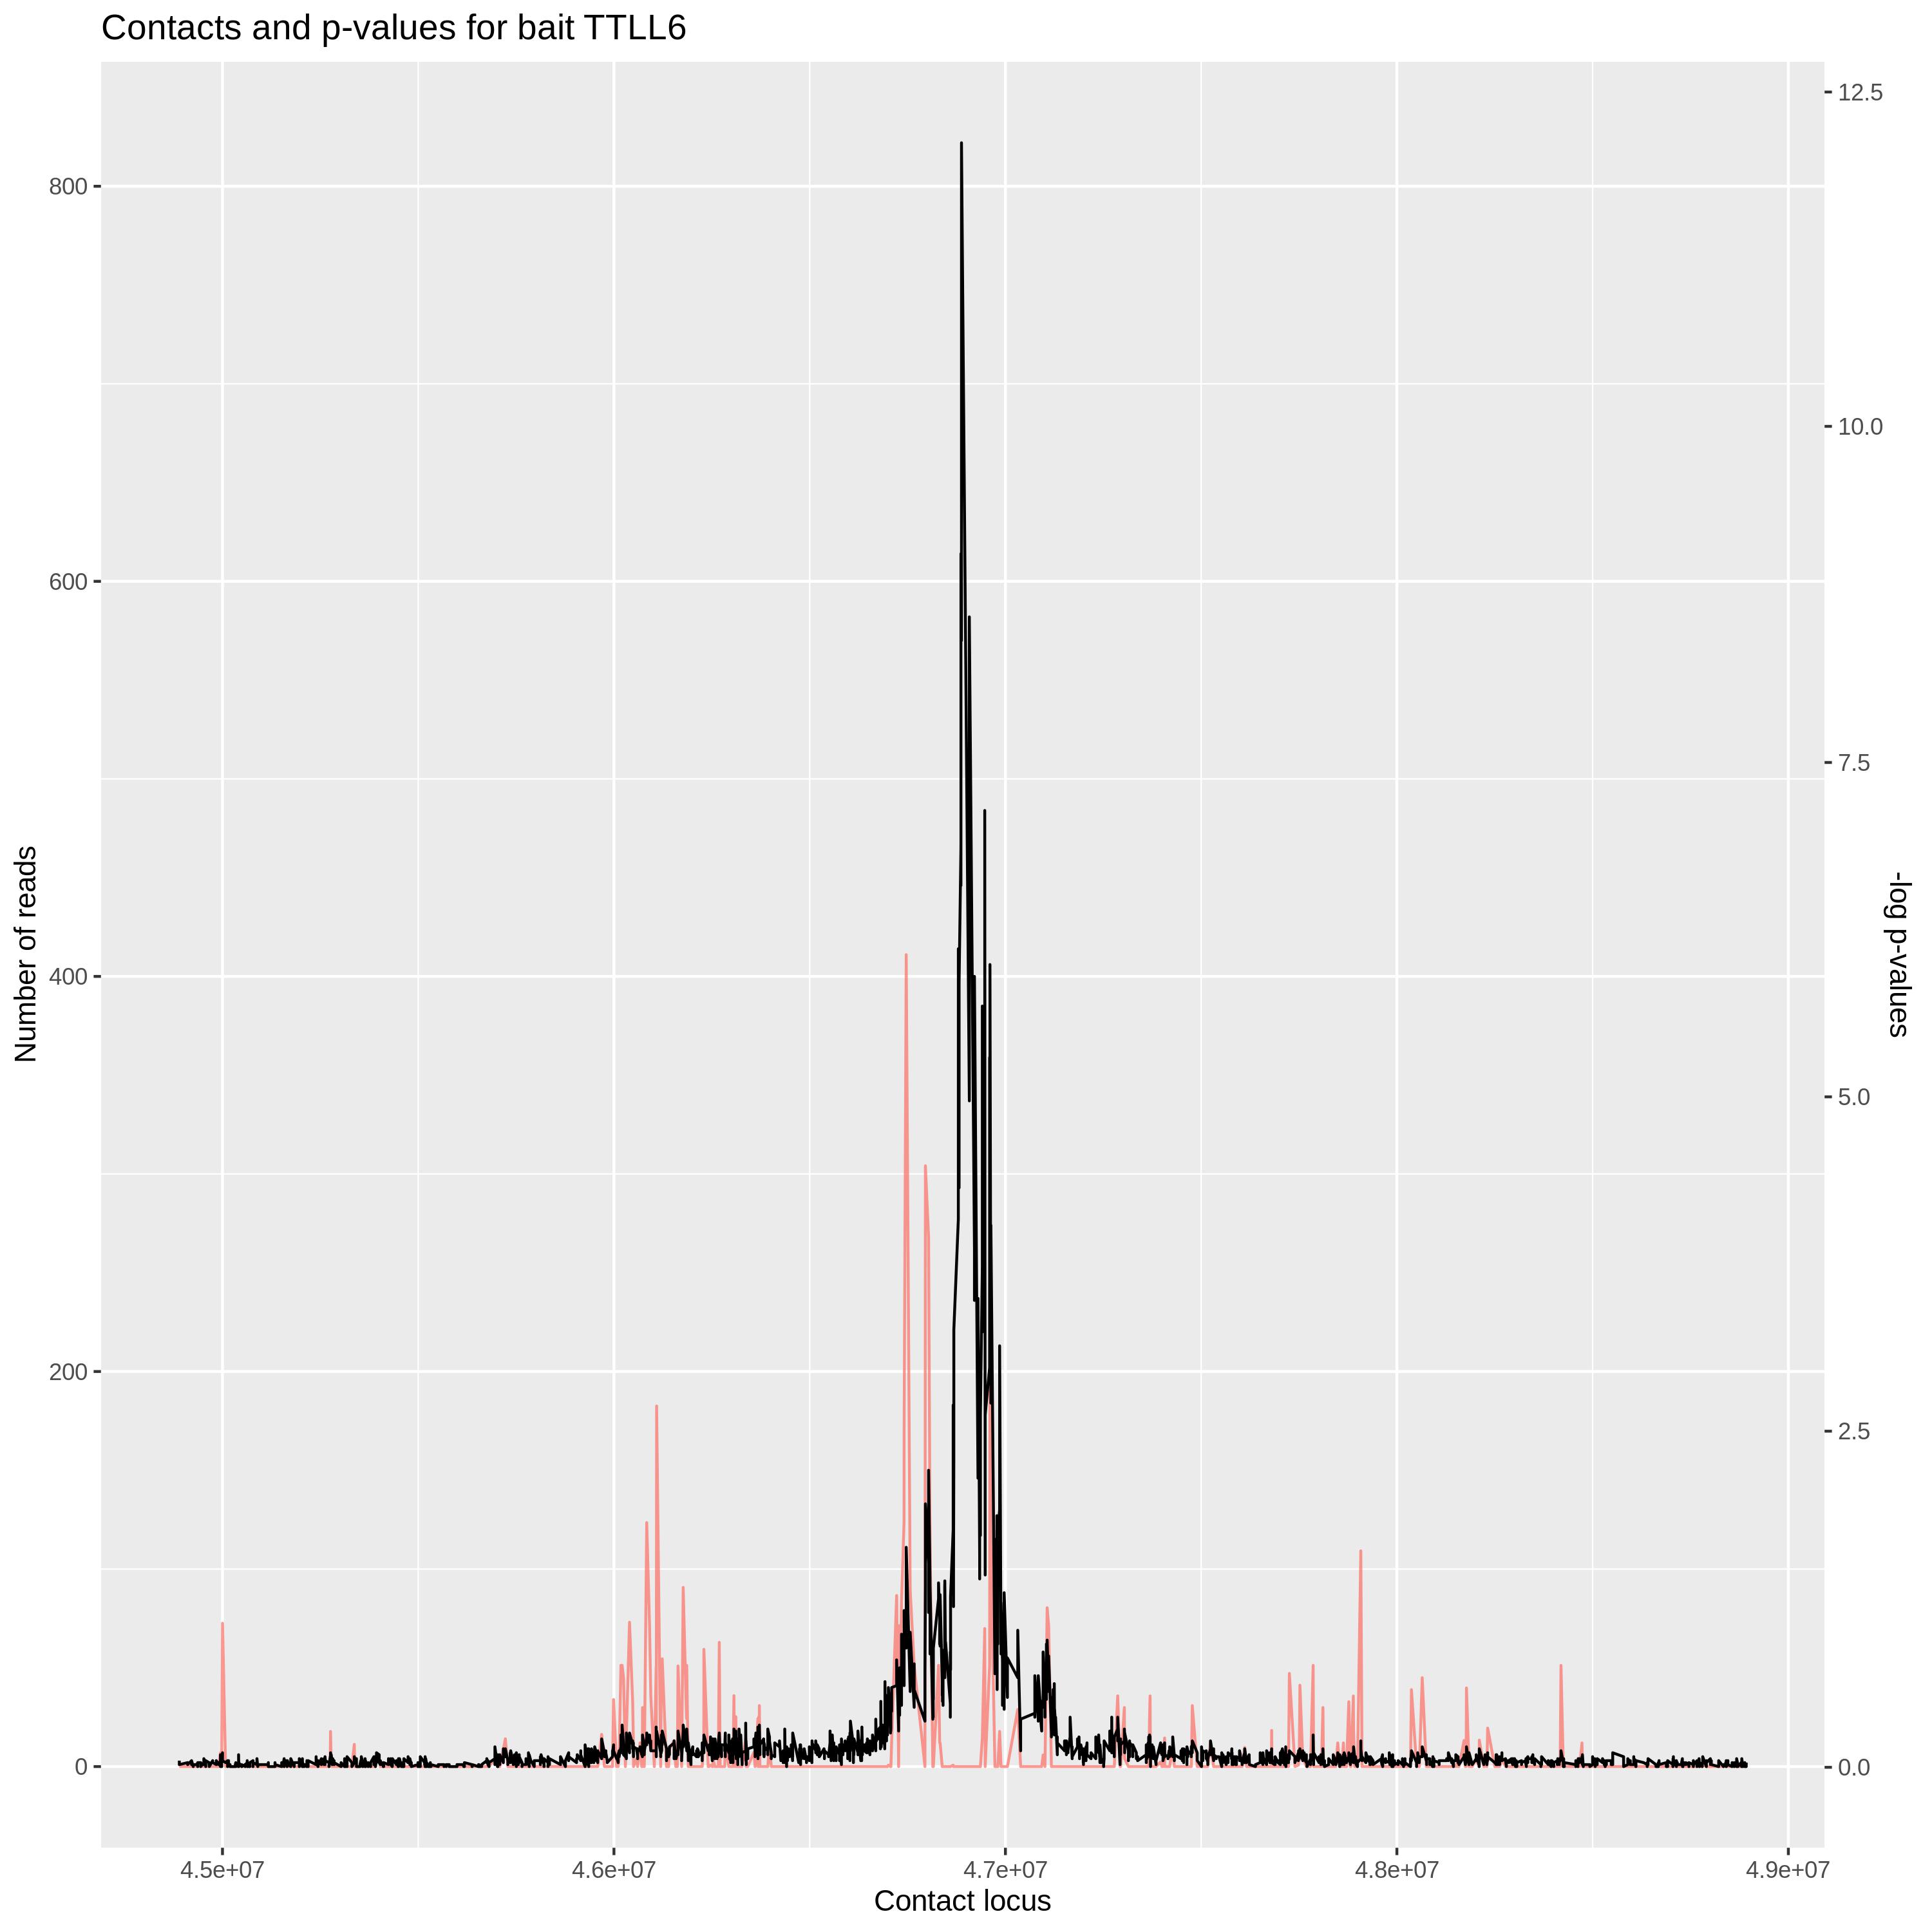 Contacts and p-values for bait TTLL6
Number of reads
800
600
400
200
0
12.5
10.0
7.5
5.0
2.5
0.0
-log p-values
4.5e+07
4.6e+07
4.7e+07
4.8e+07
4.9e+07
Contact locus